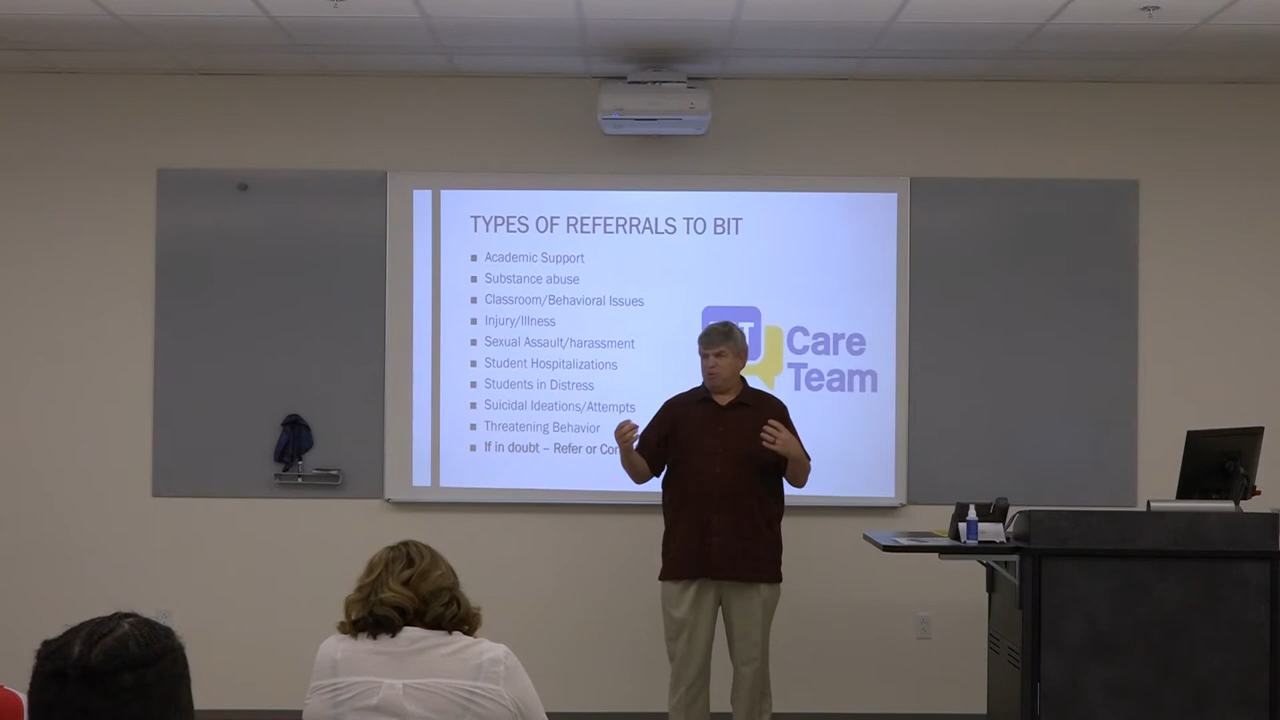 TYPES OF REFERRALS TO BIT
Academic Support
Substance abuse
Classroom/Behavioral Issues
Injury/Illness
Sexual Assault/harassment
Student Hospitalizations
Students in Distress
Suicidal Ideations/Attempts
Threatening Behavior
If in doubt – Refer or
Care
Team